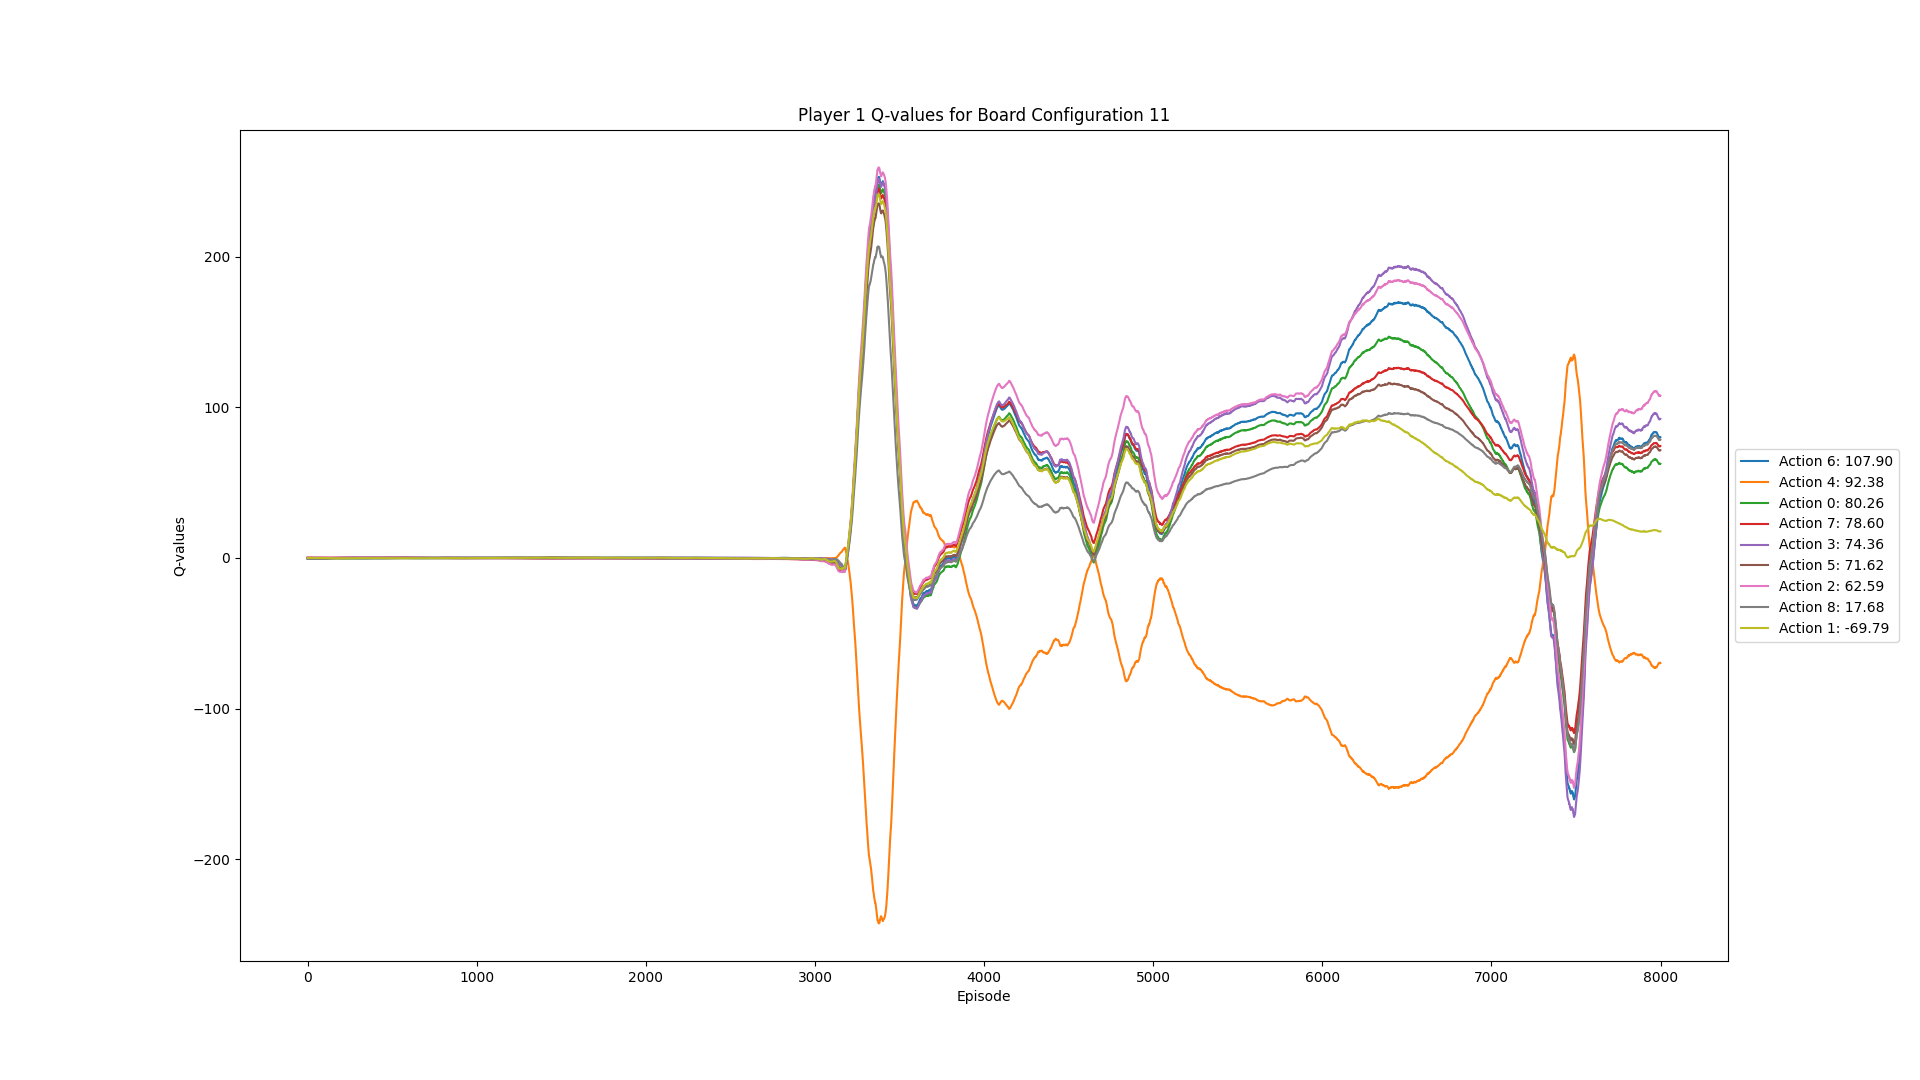 Player 1 Q-values for Board Configuration 11
200
100
0
−100
−200
Q-values
0
1000
2000
3000
4000
5000
6000
7000
8000
Episode
Action 6: 107.90
Action 4: 92.38
Action 0: 80.26
Action 7: 78.60
Action 3: 74.36
Action 5: 71.62
Action 2: 62.59
Action 8: 17.68
Action 1: -69.79